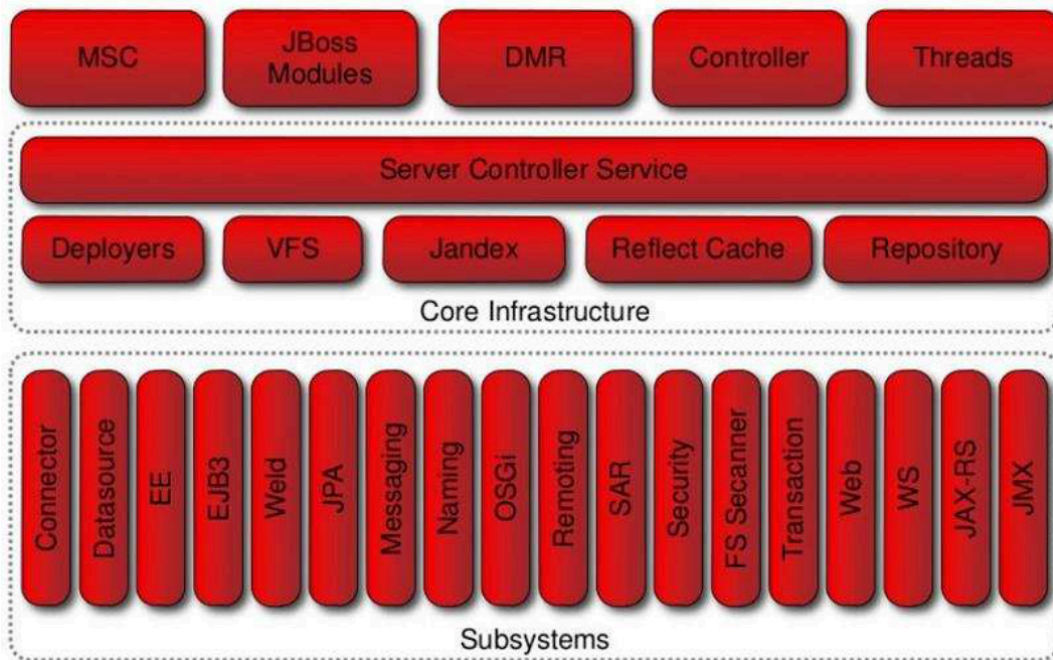 MSC
JBoss
Modules
DMR
Controller
Threads
Server Controller Service
Deployers
VFS
Jandex
Reflect Cache
Repository
Core Infrastructure
Connector
Datasource
EE
EJB3
Weld
JPA
Messaging
Naming
OSGi
Remoting
SAR
Security
FS Secanner
Transaction
Web
WS
JAX-RS
JMX
Subsystems